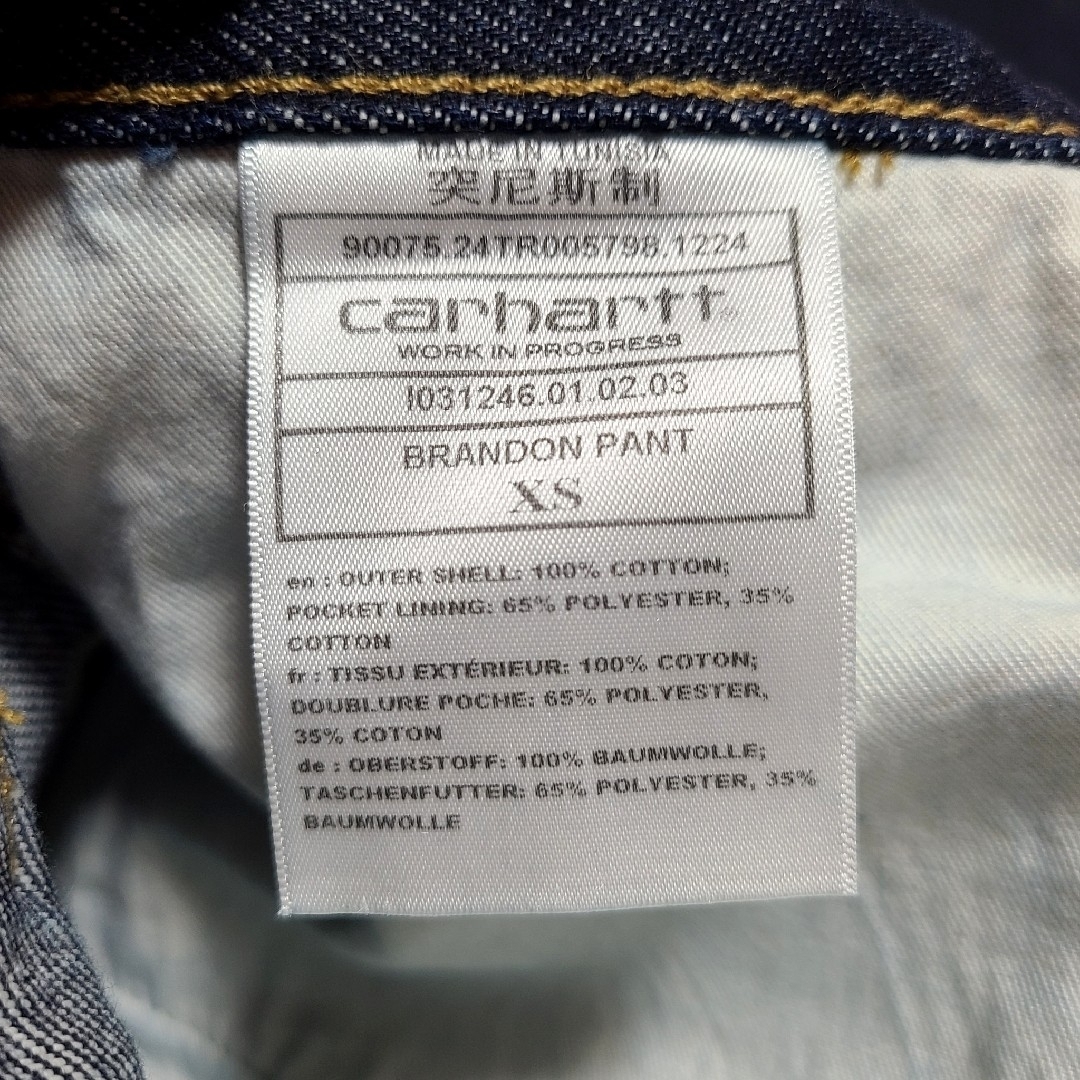 MADE IN TUNISIA
突尼斯制
90075.24TR005798.1224
carhartt
WORK IN PROGRESS
I031246.01.02.03
BRANDON PANT
XS
en : OUTER SHELL: 100% COTTON;
POCKET LINING: 65% POLYESTER, 35%
COTTON
fr : TISSU EXTÉRIEUR: 100% COTON;
DOUBLURE POCHE: 65% POLYESTER,
35% COTON
de : OBERSTOFF: 100% BAUMWOLLE;
TASCHENFUTTER: 65% POLYESTER, 35%
BAUMWOLLE